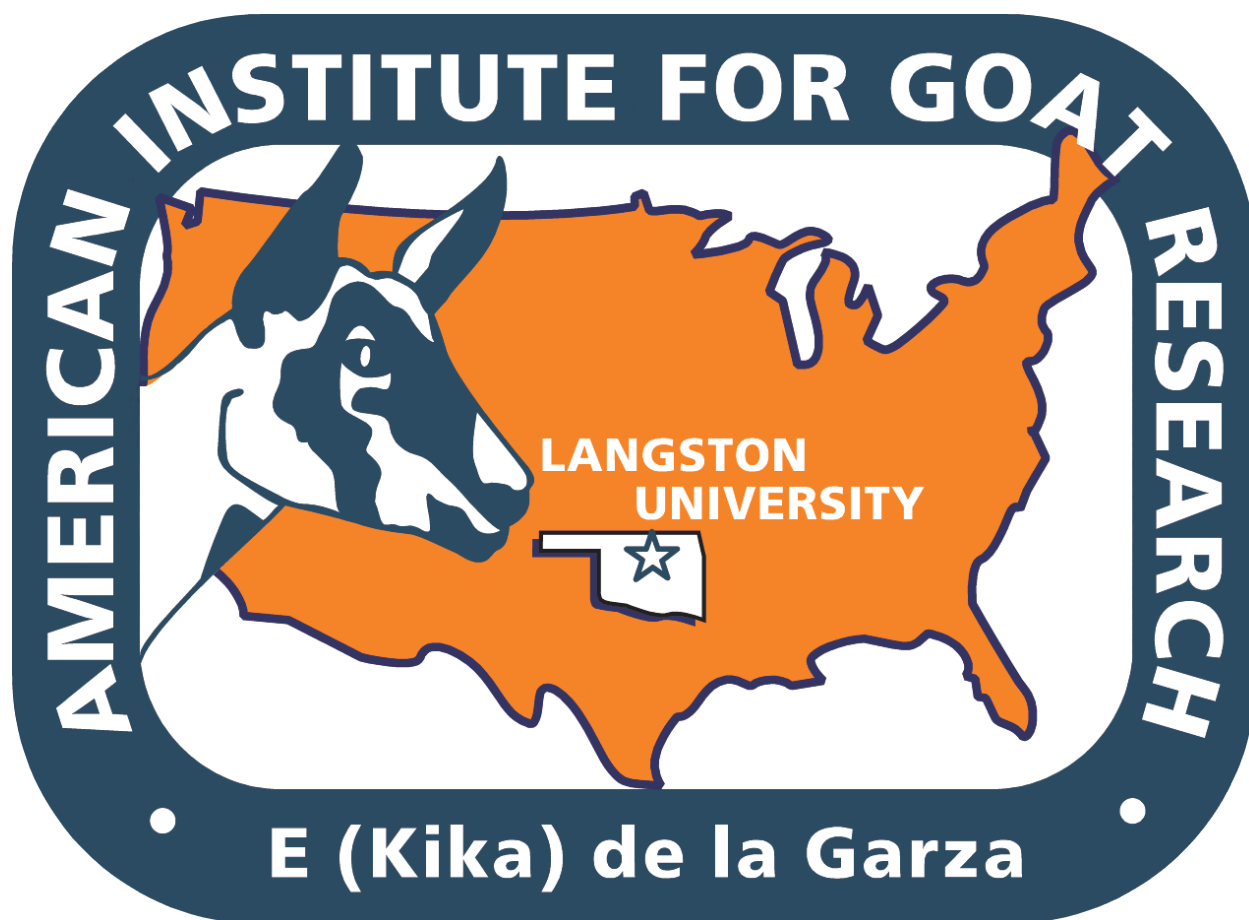 AMERICAN INSTITUTE FOR GOAT RESEARCH
LANGSTON
UNIVERSITY
E (Kika) de la Garza